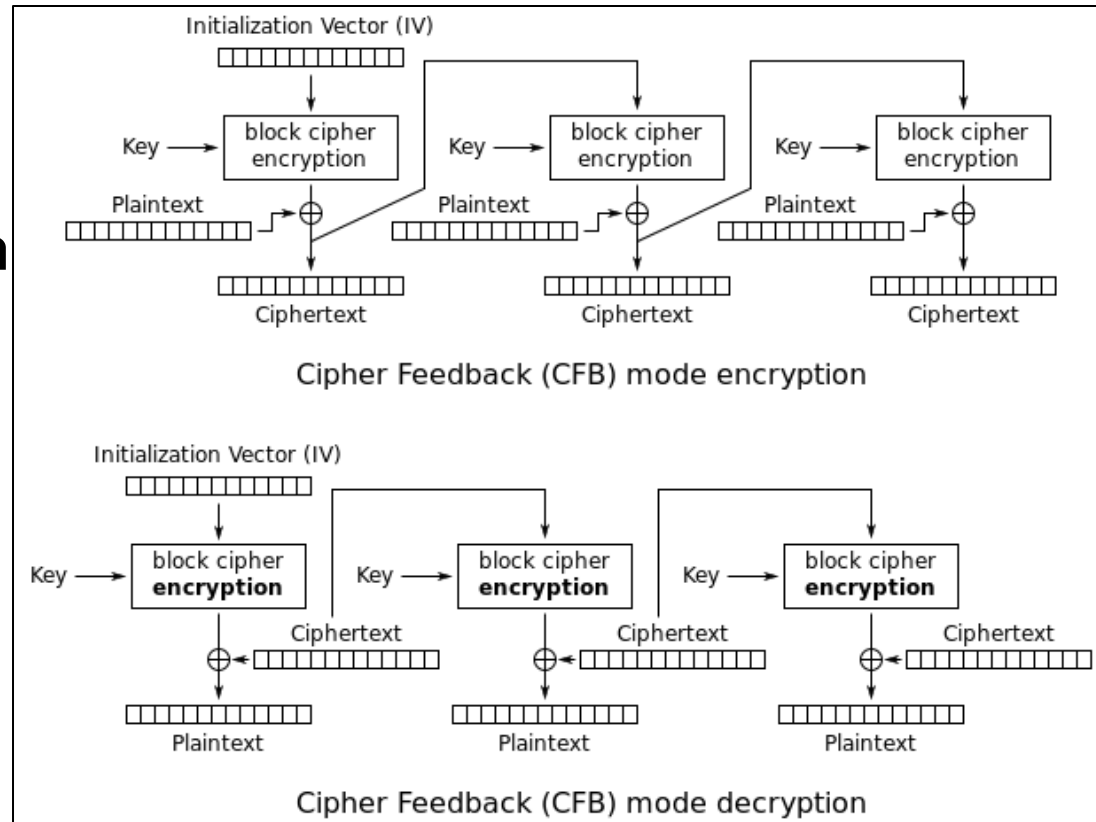 Initialization Vector (IV)
Key
block cipher
encryption
Key
block cipher
encryption
Key
block cipher
encryption
Plaintext
Plaintext
Plaintext
Ciphertext
Ciphertext
Ciphertext
Cipher Feedback (CFB) mode encryption
Initialization Vector (IV)
Key
block cipher
encryption
Key
block cipher
encryption
Key
block cipher
encryption
Ciphertext
Ciphertext
Ciphertext
Plaintext
Plaintext
Plaintext
Cipher Feedback (CFB) mode decryption